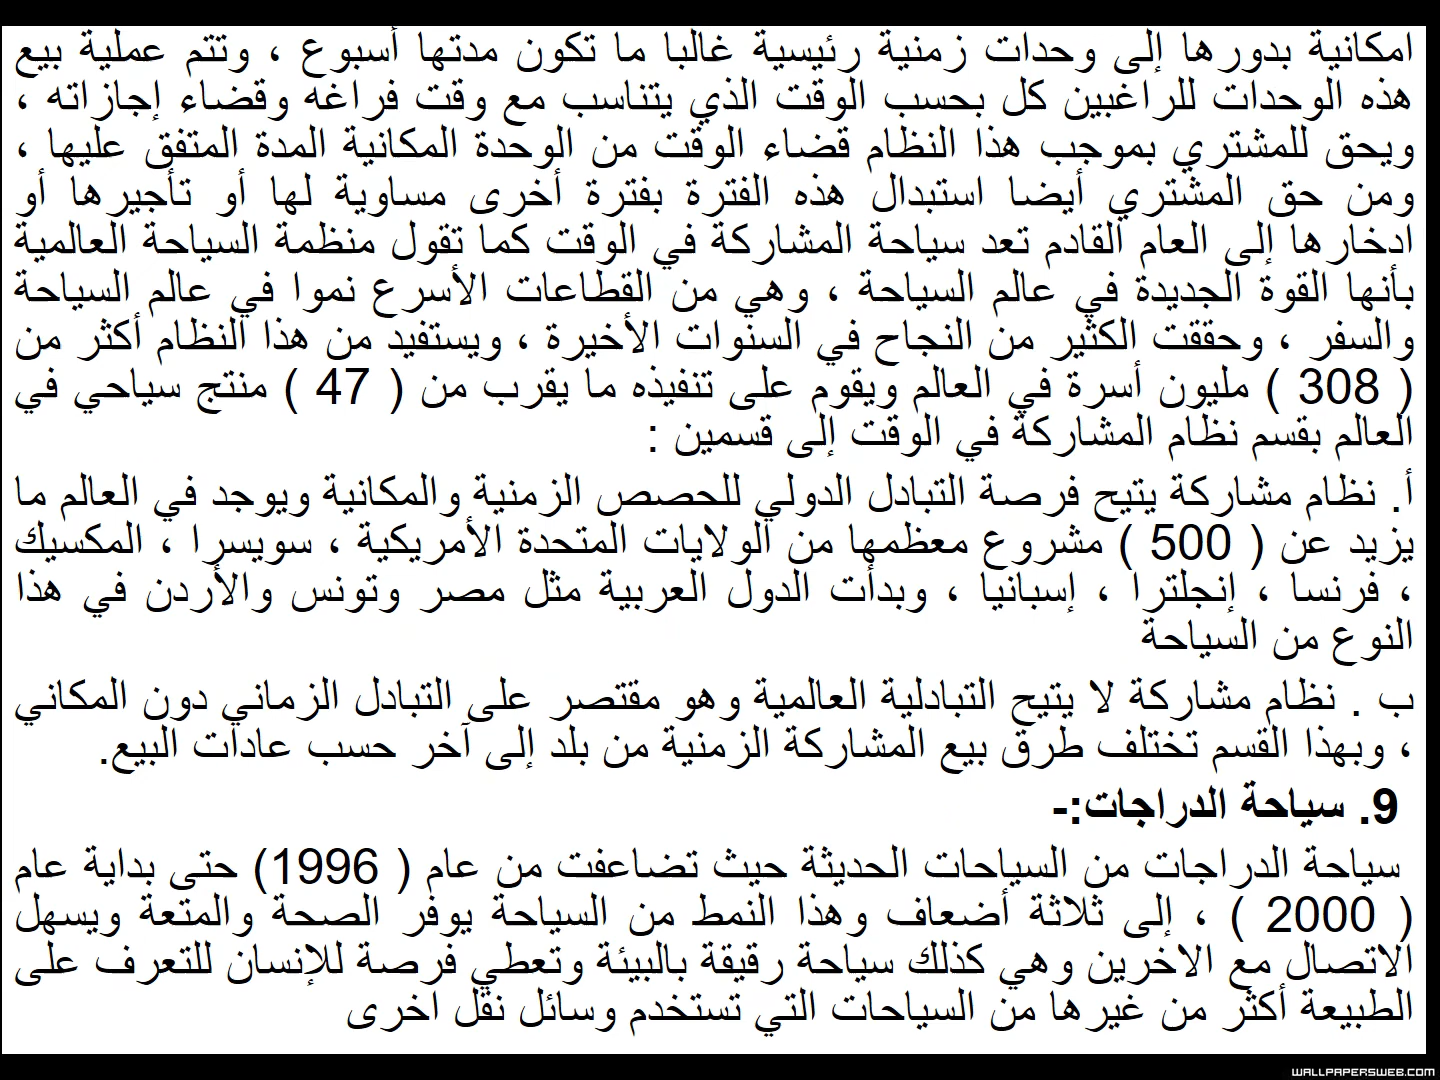 امكانية بدورها إلى وحدات زمنية رئيسية غالبا ما تكون مدتها أسبوع ، وتتم عملية بيع
هذه الوحدات للراغبين كل بحسب الوقت الذي يتناسب مع وقت فراغه وقضاء إجازاته ،
ويحق للمشتري بموجب هذا النظام قضاء الوقت من الوحدة المكانية المدة المتفق عليها ،
ومن حق المشتري أيضا استبدال هذه الفترة بفترة أخرى مساوية لها أو تأجيرها أو
ادخارها إلى العام القادم تعد سياحة المشاركة في الوقت كما تقول منظمة السياحة العالمية
بأنها القوة الجديدة في عالم السياحة ، وهي من القطاعات الأسرع نموا في عالم السياحة
والسفر ، وحققت الكثير من النجاح في السنوات الأخيرة ، ويستفيد من هذا النظام أكثر من
( 308 ) مليون أسرة في العالم ويقوم على تنفيذه ما يقرب من ( 47 ) منتج سياحي في
العالم بقسم نظام المشاركة في الوقت إلى قسمين :
أ. نظام مشاركة يتيح فرصة التبادل الدولي للحصص الزمنية والمكانية ويوجد في العالم ما
يزيد عن ( 500 ) مشروع معظمها من الولايات المتحدة الأمريكية ، سويسرا ، المكسيك
، فرنسا ، إنجلترا ، إسبانيا ، وبدأت الدول العربية مثل مصر وتونس والأردن في هذا
النوع من السياحة
ب . نظام مشاركة لا يتيح التبادلية العالمية وهو مقتصر على التبادل الزماني دون المكاني
، وبهذا القسم تختلف طرق بيع المشاركة الزمنية من بلد إلى آخر حسب عادات البيع.
9. سياحة الدراجات:-
سياحة الدراجات من السياحات الحديثة حيث تضاعفت من عام ( 1996) حتى بداية عام
( 2000 ) ، إلى ثلاثة أضعاف وهذا النمط من السياحة يوفر الصحة والمتعة ويسهل
الاتصال مع الاخرين وهي كذلك سياحة رقيقة بالبيئة وتعطي فرصة للإنسان للتعرف على
الطبيعة أكثر من غيرها من السياحات التي تستخدم وسائل نقل اخرى
WALLPAPERSWEB.COM